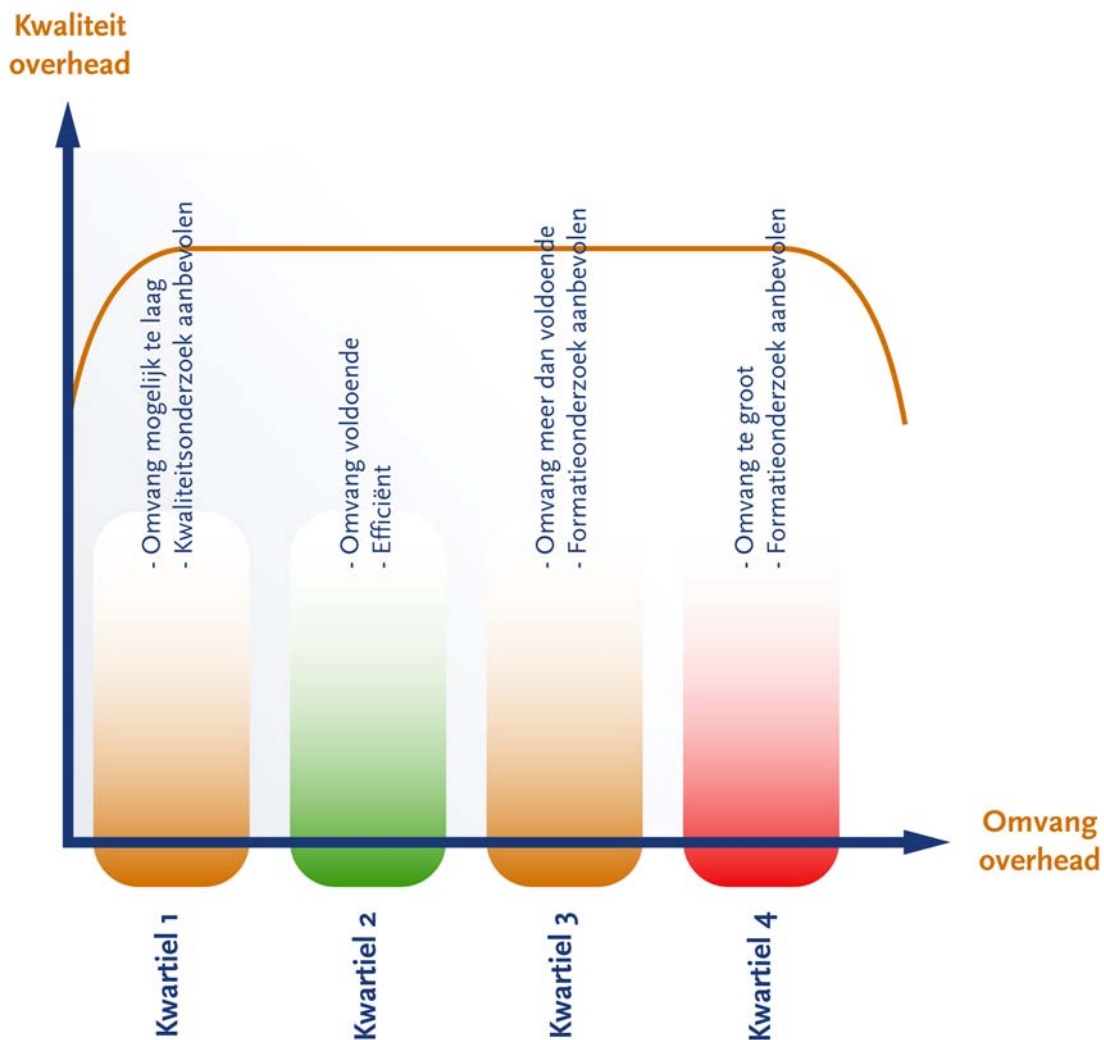 Kwaliteit
overhead
- Omvang mogelijk te laag
- Kwaliteitsonderzoek aanbevolen
- Omvang voldoende
- Efficiënt
- Omvang meer dan voldoende
- Formatieonderzoek aanbevolen
- Omvang te groot
- Formatieonderzoek aanbevolen
Omvang
overhead
Kwartiel 1
Kwartiel 2
Kwartiel 3
Kwartiel 4